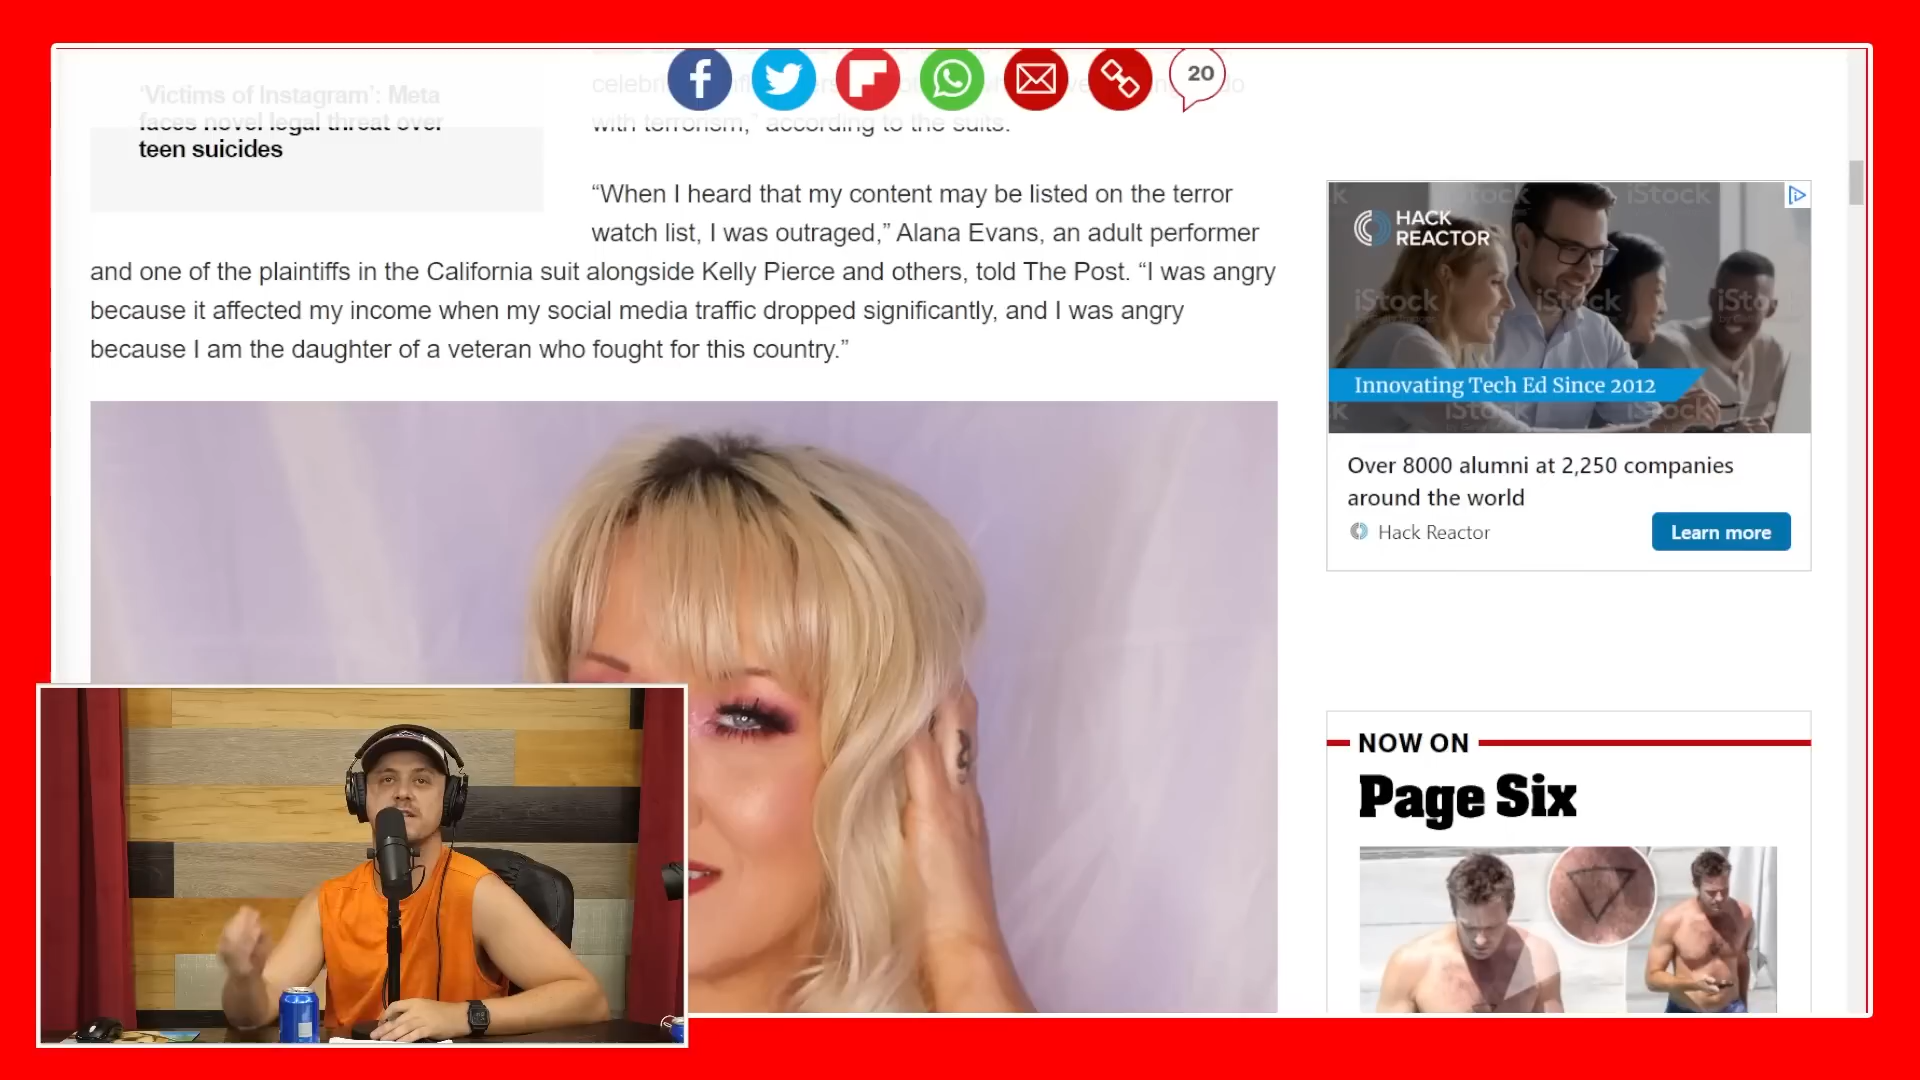 20
'Victims of Instagram': Meta
faces novel legal threat over
teen suicides
with terrorism,” according to the suits.
“When I heard that my content may be listed on the terror
watch list, I was outraged,” Alana Evans, an adult performer
and one of the plaintiffs in the California suit alongside Kelly Pierce and others, told The Post. “I was angry
because it affected my income when my social media traffic dropped significantly, and I was angry
because I am the daughter of a veteran who fought for this country.”
HACK
REACTOR
iStock
iStock
iStock
Innovating Tech Ed Since 2012
Over 8000 alumni at 2,250 companies
around the world
Hack Reactor
Learn more
NOW ON
Page Six